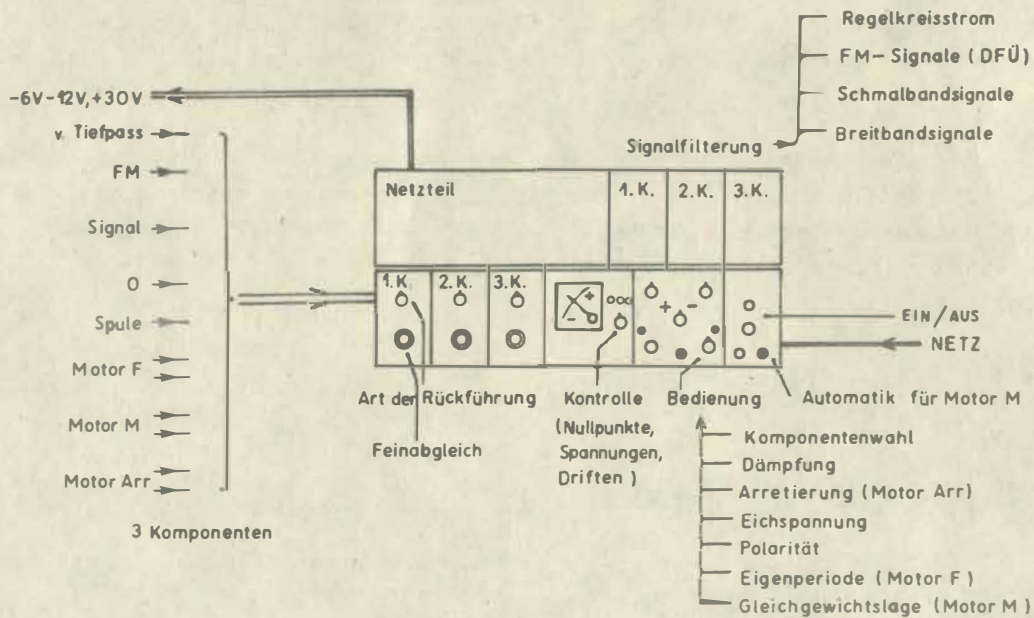 Regelkreisstrom
FM-Signale (DFÜ)
Schmalbandsignale
Breitbandsignale
Signalfilterung
-6V-12V,+30V
v. Tiefpass
FM
Signal
O
Spule
Motor F
Motor M
Motor Arr
3 Komponenten
Netzteil
1.K.
2.K.
3.K.
1.K.
2.K.
3.K.
+
-
+
-
EIN/AUS
NETZ
Art der Rückführung
Feinabgleich
Kontrolle
(Nullpunkte,
Spannungen,
Driften)
Bedienung
Automatik für Motor M
Komponentenwahl
Dämpfung
Arretierung (Motor Arr)
Eichspannung
Polarität
Eigenperiode (Motor F)
Gleichgewichtslage (Motor M)